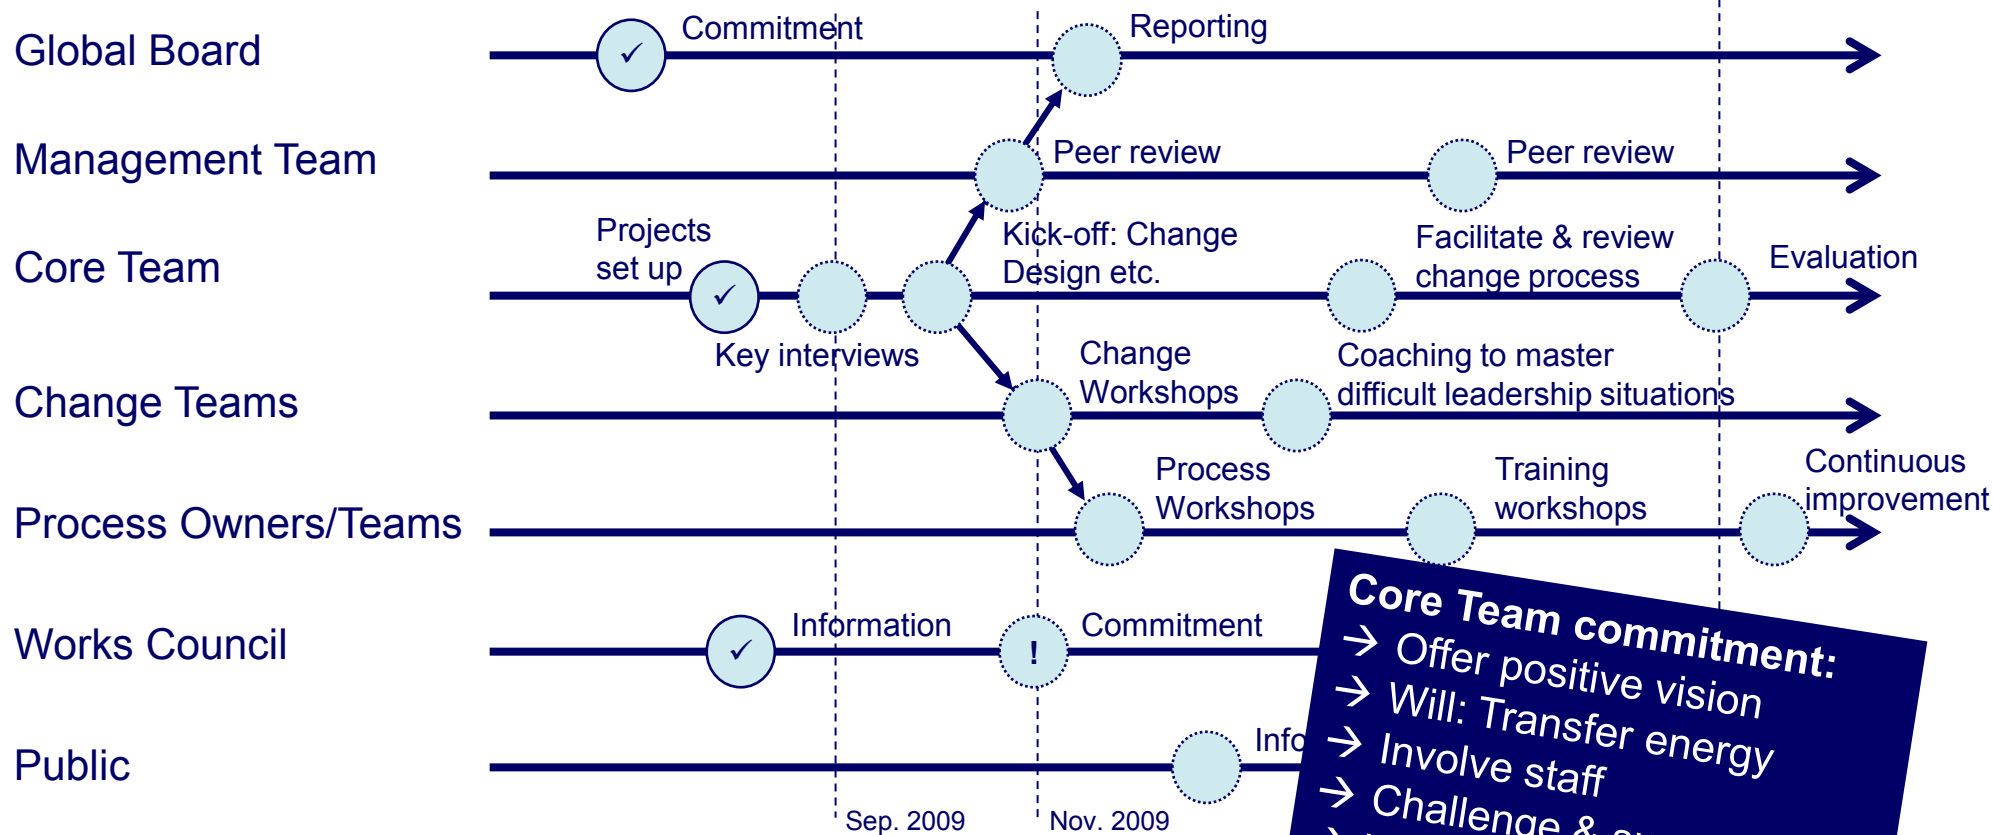 Global Board
Commitment
Reporting
Management Team
Peer review
Peer review
Core Team
Projects
set up
Key interviews
Kick-off: Change
Design etc.
Facilitate & review
change process
Evaluation
Change Teams
Change
Workshops
Coaching to master
difficult leadership situations
Process Owners/Teams
Process
Workshops
Training
workshops
Continuous
improvement
Works Council
Information
!
Commitment
Public
Info
Sep. 2009
Nov. 2009
Core Team commitment:
→ Offer positive vision
→ Will: Transfer energy
→ Involve staff
→ Challenge &